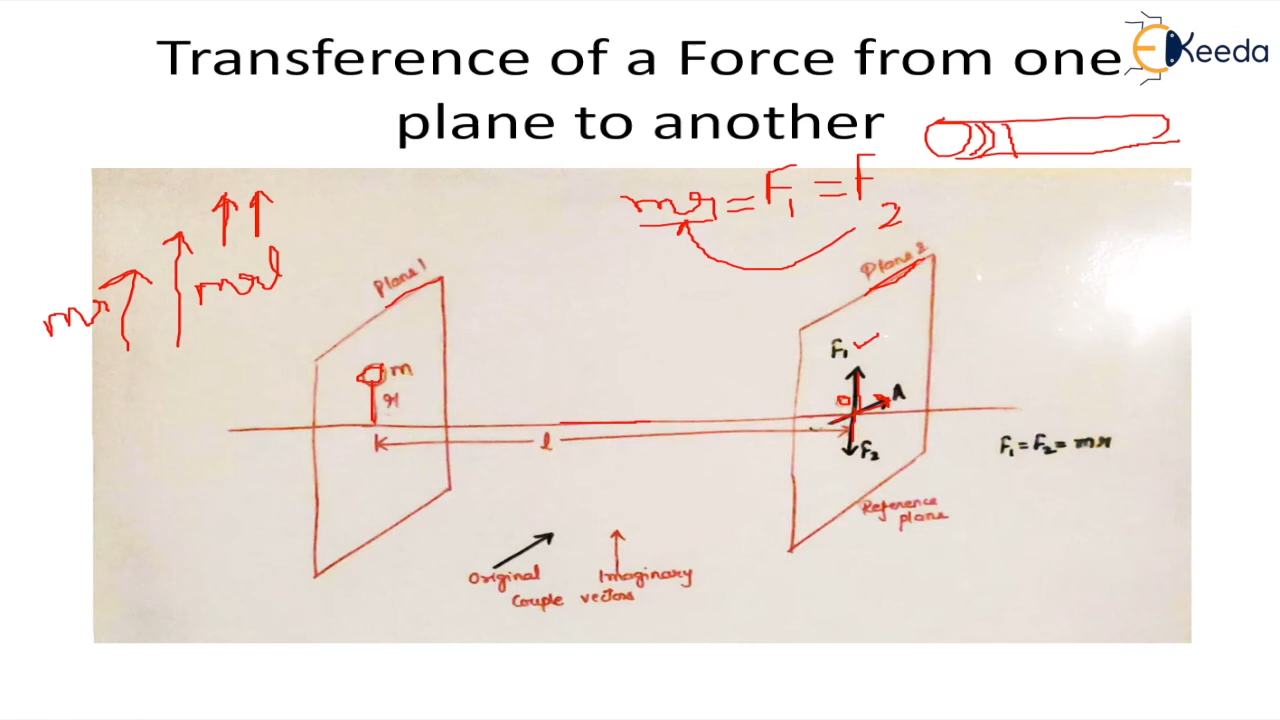 Transference of a Force from one
plane to another
Keeda
mr = F1 = F2
mr
mrl
Plane 1
Plane 2
m
r
l
F1
A
F2
F1 = F2 = mr
Reference
plane
Original
Imaginary
Couple vectors